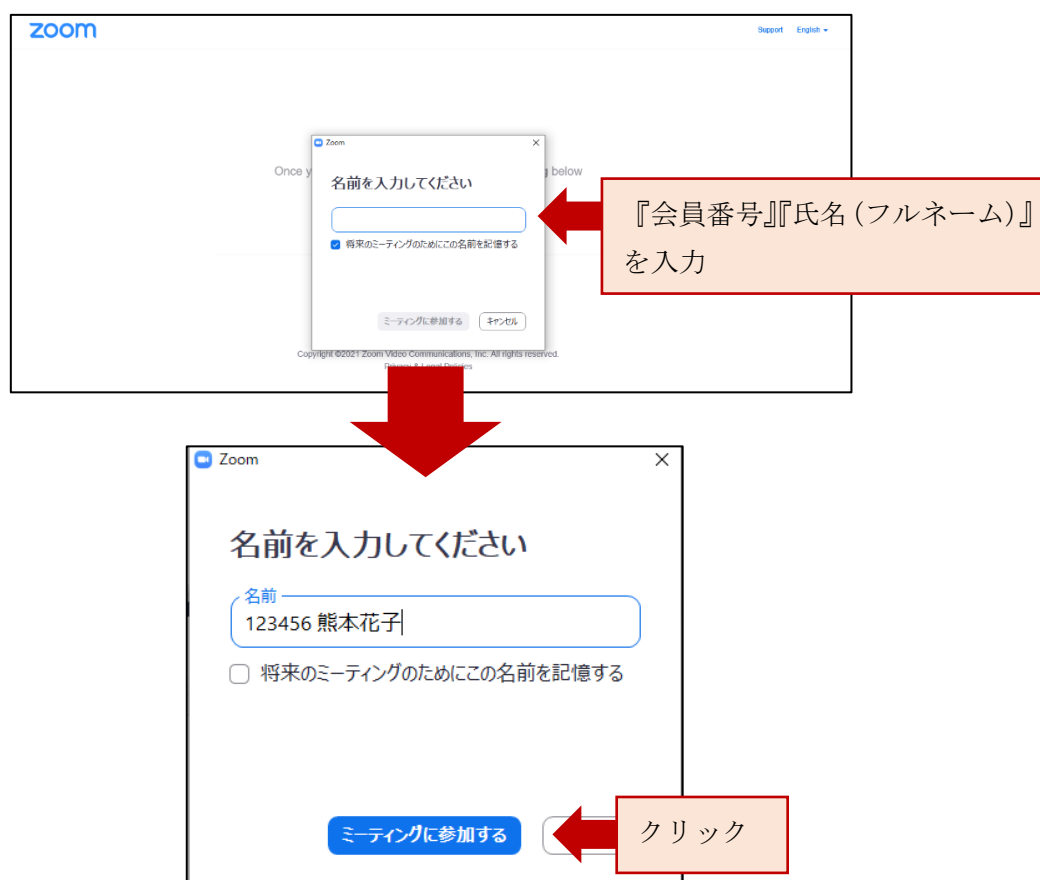 zoom
Support English
Zoom
Once y
g below
名前を入力してください
将来のミーティングのためにこの名前を記憶する
ミーティングに参加する キャンセル
『会員番号』『氏名(フルネーム)』
を入力
Copyright ©2021 Zoom Video Communications, Inc. All rights reserved.
Privacy & Legal Policies
Zoom
名前を入力してください
名前
123456 熊本花子
将来のミーティングのためにこの名前を記憶する
ミーティングに参加する
クリック